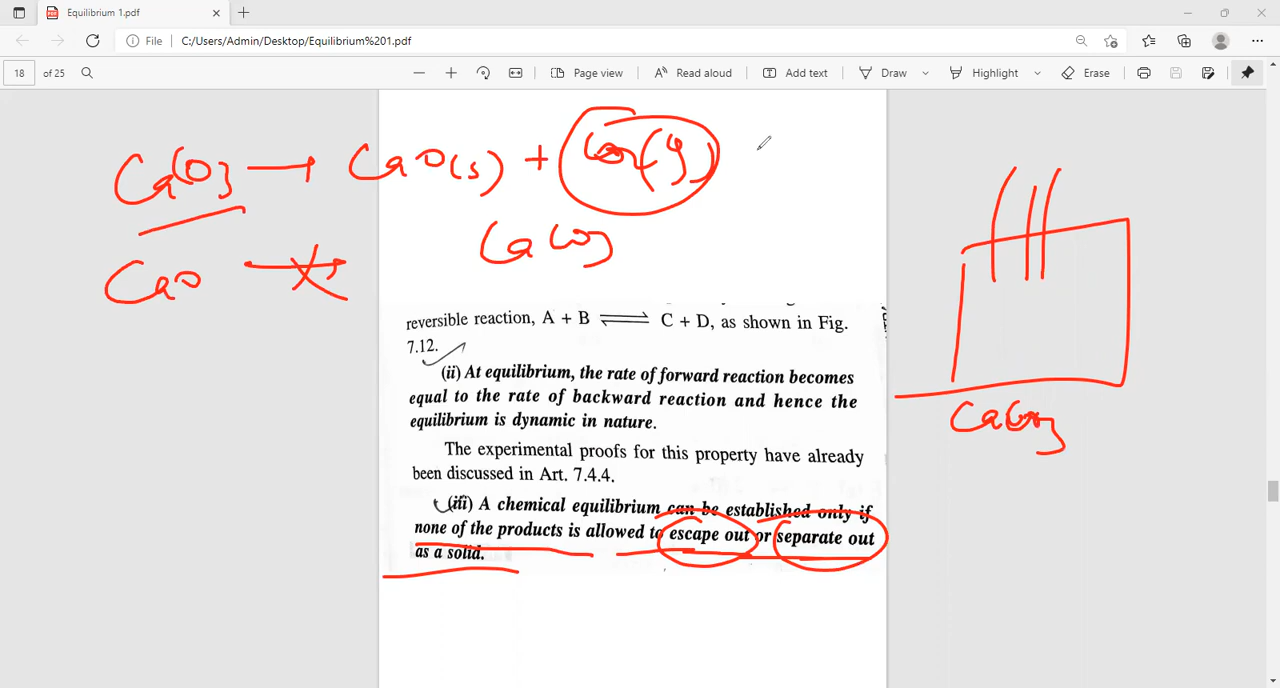 Equilibrium 1.pdf
File
C:/Users/Admin/Desktop/Equilibrium%201.pdf
18 of 25
Page view
Read aloud
Add text
Draw
Highlight
Erase
CaCO3 → CaO(s) + CO2(g)
CaCO3
CaO →
reversible reaction, A + B ⇌ C + D, as shown in Fig.
7.12.
(ii) At equilibrium, the rate of forward reaction becomes
equal to the rate of backward reaction and hence the
equilibrium is dynamic in nature.
The experimental proofs for this property have already
been discussed in Art. 7.4.4.
(iii) A chemical equilibrium can be established only if
none of the products is allowed to escape out or separate out
as a solid.
CaCO3